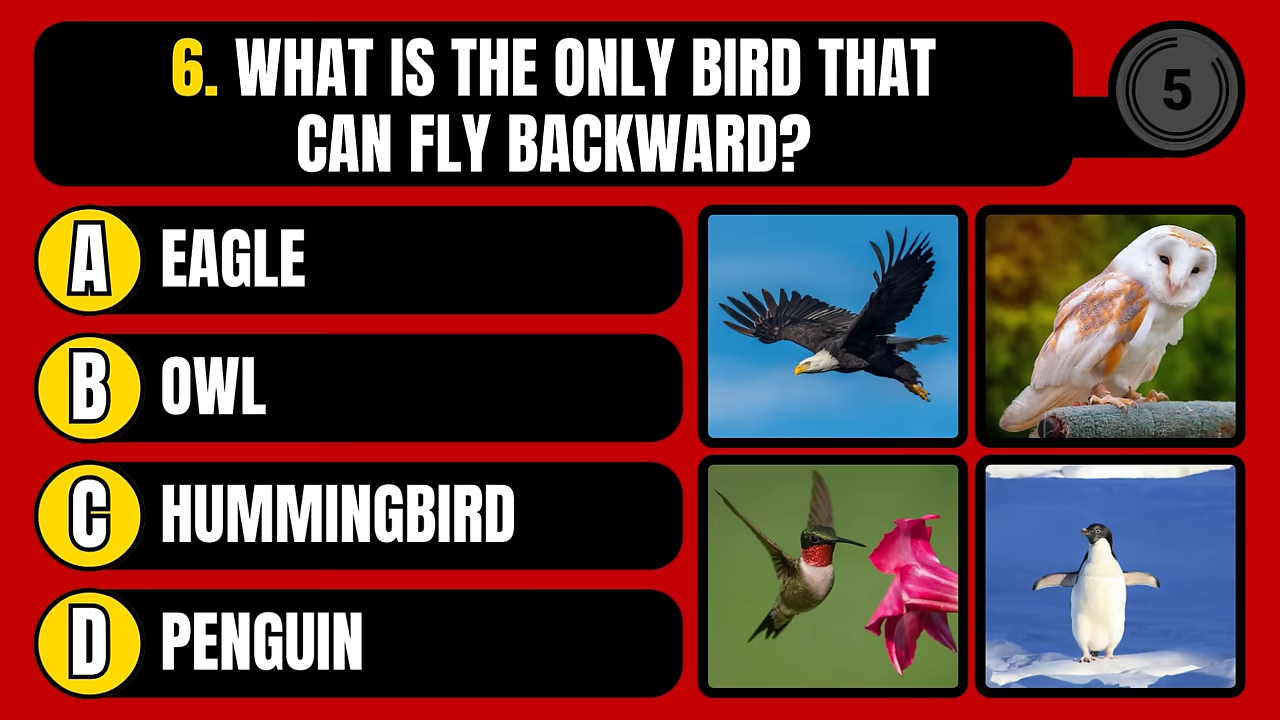 6. WHAT IS THE ONLY BIRD THAT
CAN FLY BACKWARD?
5
A EAGLE
B OWL
C HUMMINGBIRD
D PENGUIN